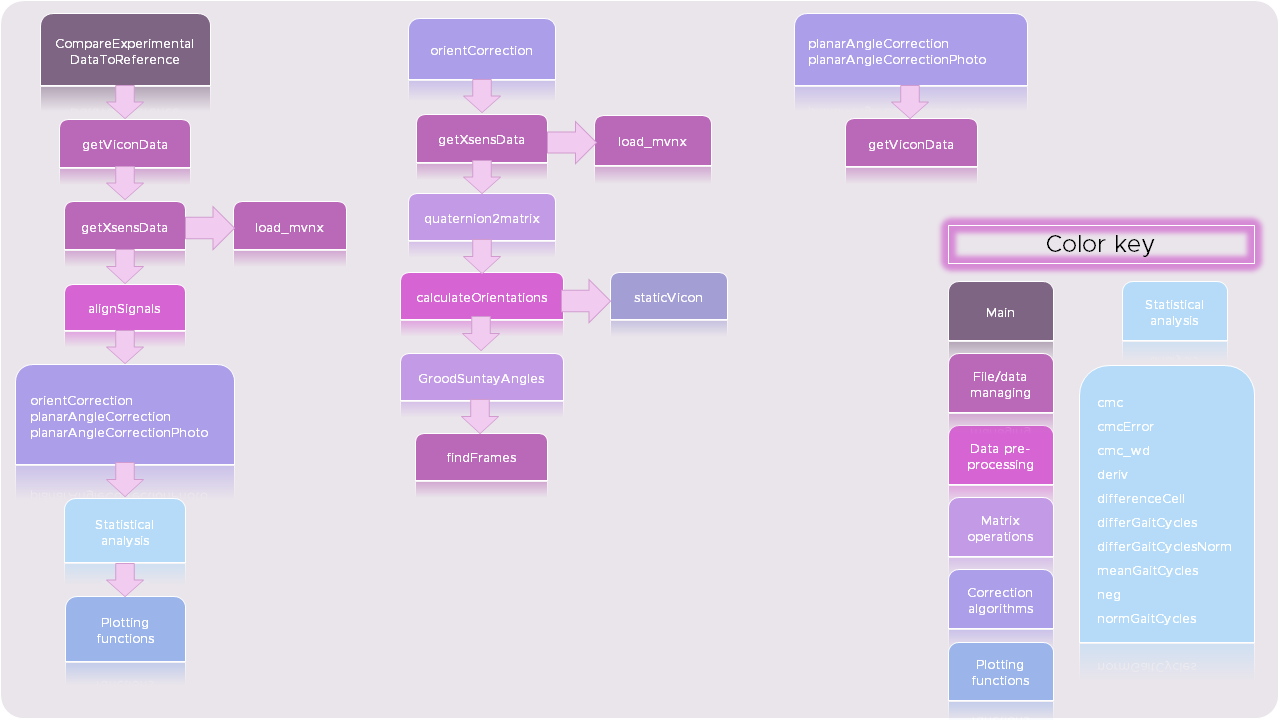 CompareExperimental
DataToReference
getViconData
getXsensData
load_mvnx
alignSignals
orientCorrection
planarAngleCorrection
planarAngleCorrectionPhoto
Statistical
analysis
Plotting
functions
orientCorrection
getXsensData
load_mvnx
quaternion2matrix
calculateOrientations
staticVicon
GroodSuntayAngles
findFrames
planarAngleCorrection
planarAngleCorrectionPhoto
getViconData
Color key
Main
File/data
managing
Data pre-
processing
Matrix
operations
Correction
algorithms
Plotting
functions
Statistical
analysis
cmc
cmcError
cmc_wd
deriv
differenceCell
differGaitCycles
differGaitCyclesNorm
meanGaitCycles
neg
normGaitCycles